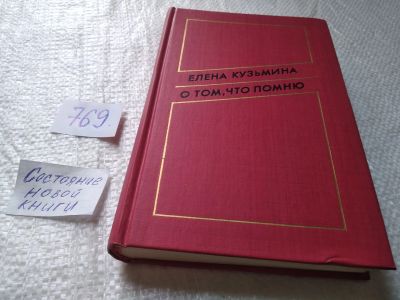 ЕЛЕНА КУЗЬМИНА
О ТОМ, ЧТО ПОМНЮ
769
Состояние
новой
книги